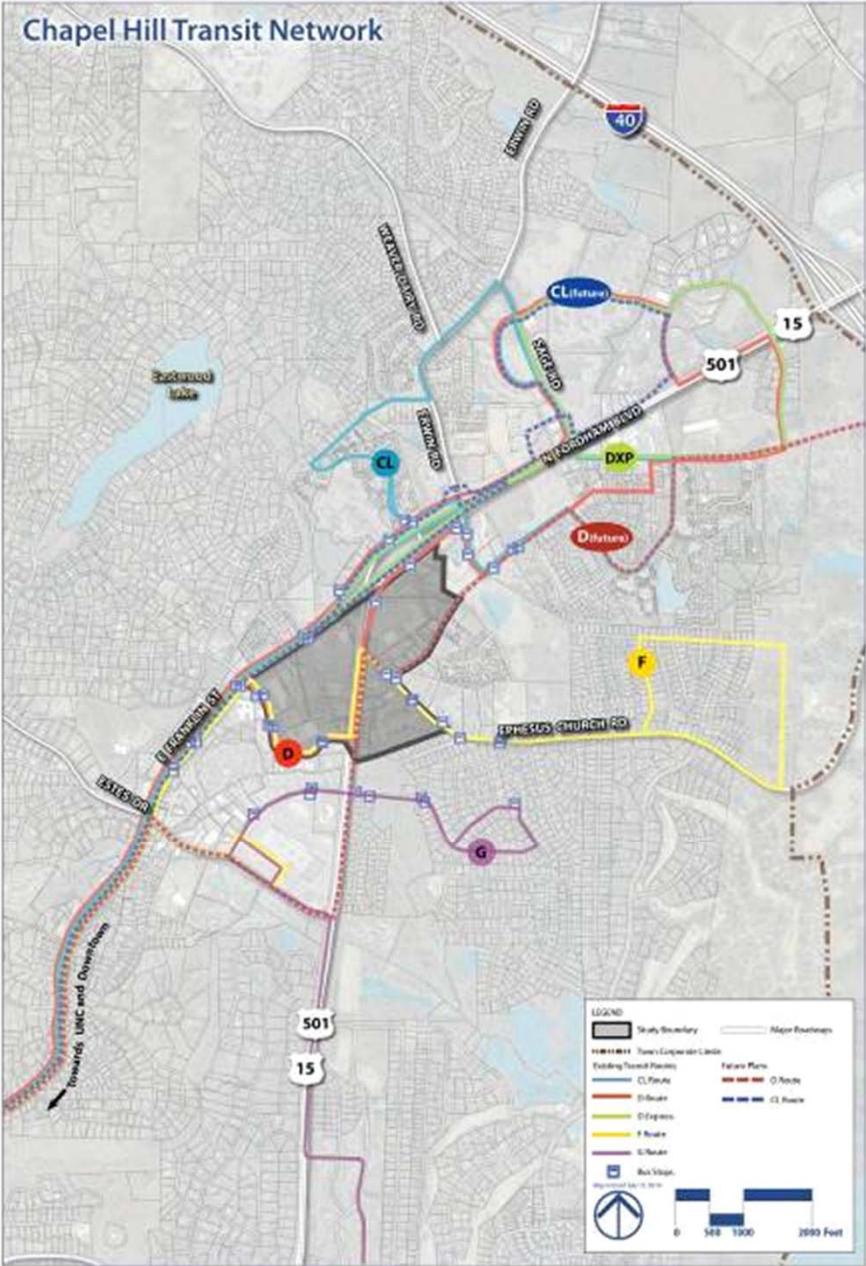 Chapel Hill Transit Network
ERWIN RD
40
WEAVER DAIRY RD
CL(future)
15
SAGE RD
501
Eastwood
Lake
ERWIN RD
N FORDHAM BLVD
CL
DXP
D(future)
F
E FRANKLIN ST
EPHESUS CHURCH RD
D
ESTES DR
G
Towards UNC and Downtown
501
15
LEGEND
Study Boundary
Major Roadways
Town Corporate Limits
Existing Transit Routes
Future Plans
CL Route
D Route
D Route
CL Route
D Express
F Route
G Route
Bus Stops
0 500 1000 2000 Feet